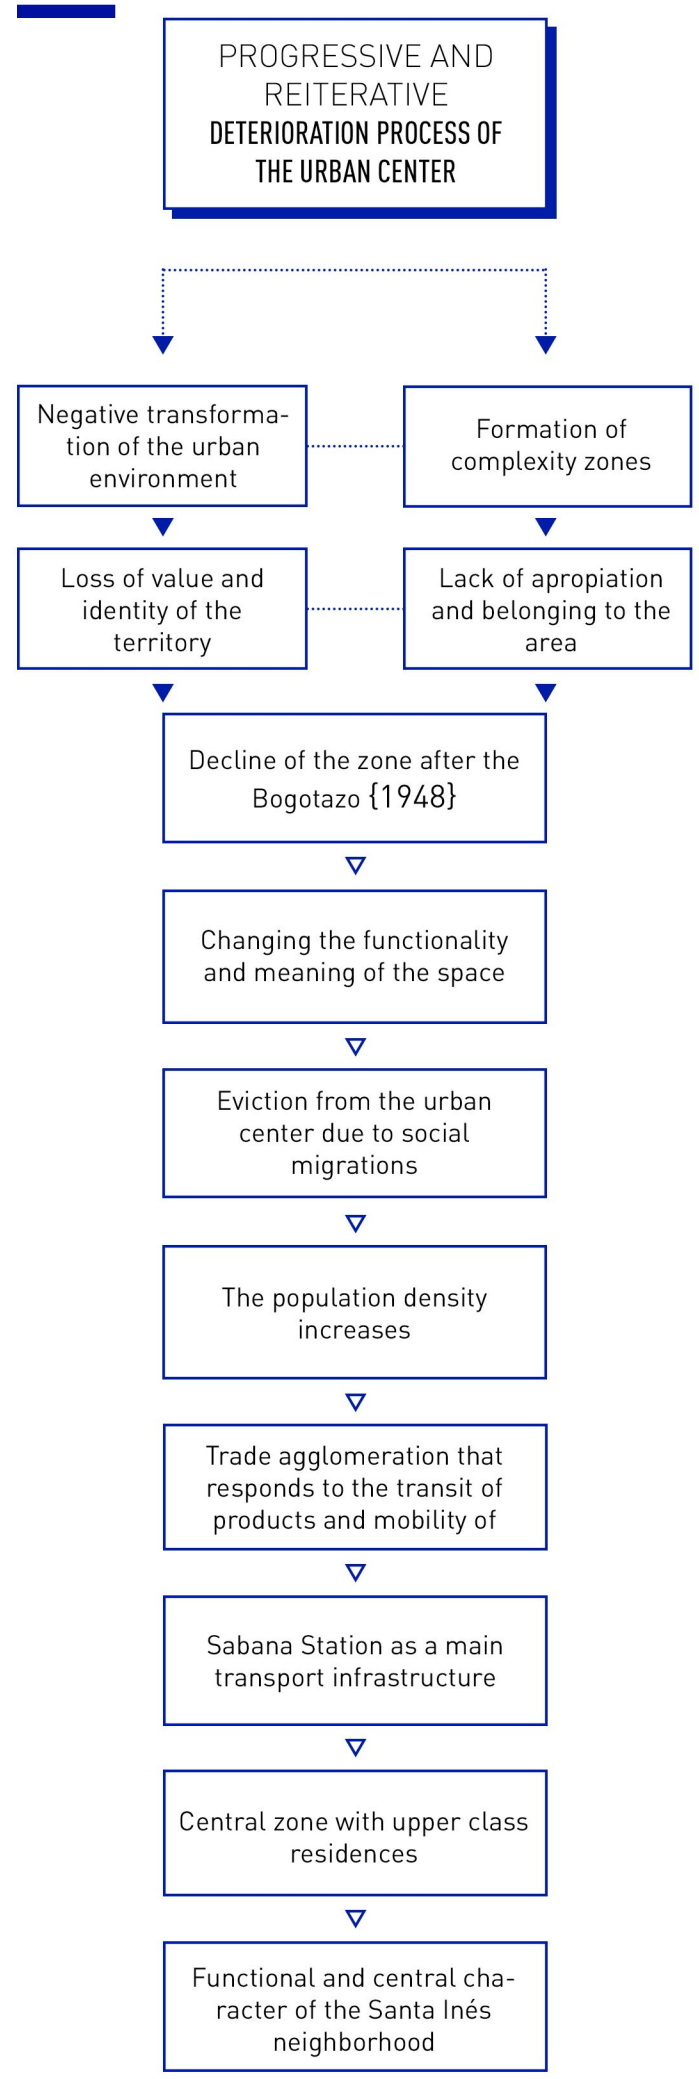 PROGRESSIVE AND
REITERATIVE
DETERIORATION PROCESS OF
THE URBAN CENTER
Negative transforma-
tion of the urban
environment
Formation of
complexity zones
Loss of value and
identity of the
territory
Lack of apropiation
and belonging to the
area
Decline of the zone after the
Bogotazo {1948}
Changing the functionality
and meaning of the space
Eviction from the urban
center due to social
migrations
The population density
increases
Trade agglomeration that
responds to the transit of
products and mobility of
Sabana Station as a main
transport infrastructure
Central zone with upper class
residences
Functional and central cha-
racter of the Santa Inés
neighborhood